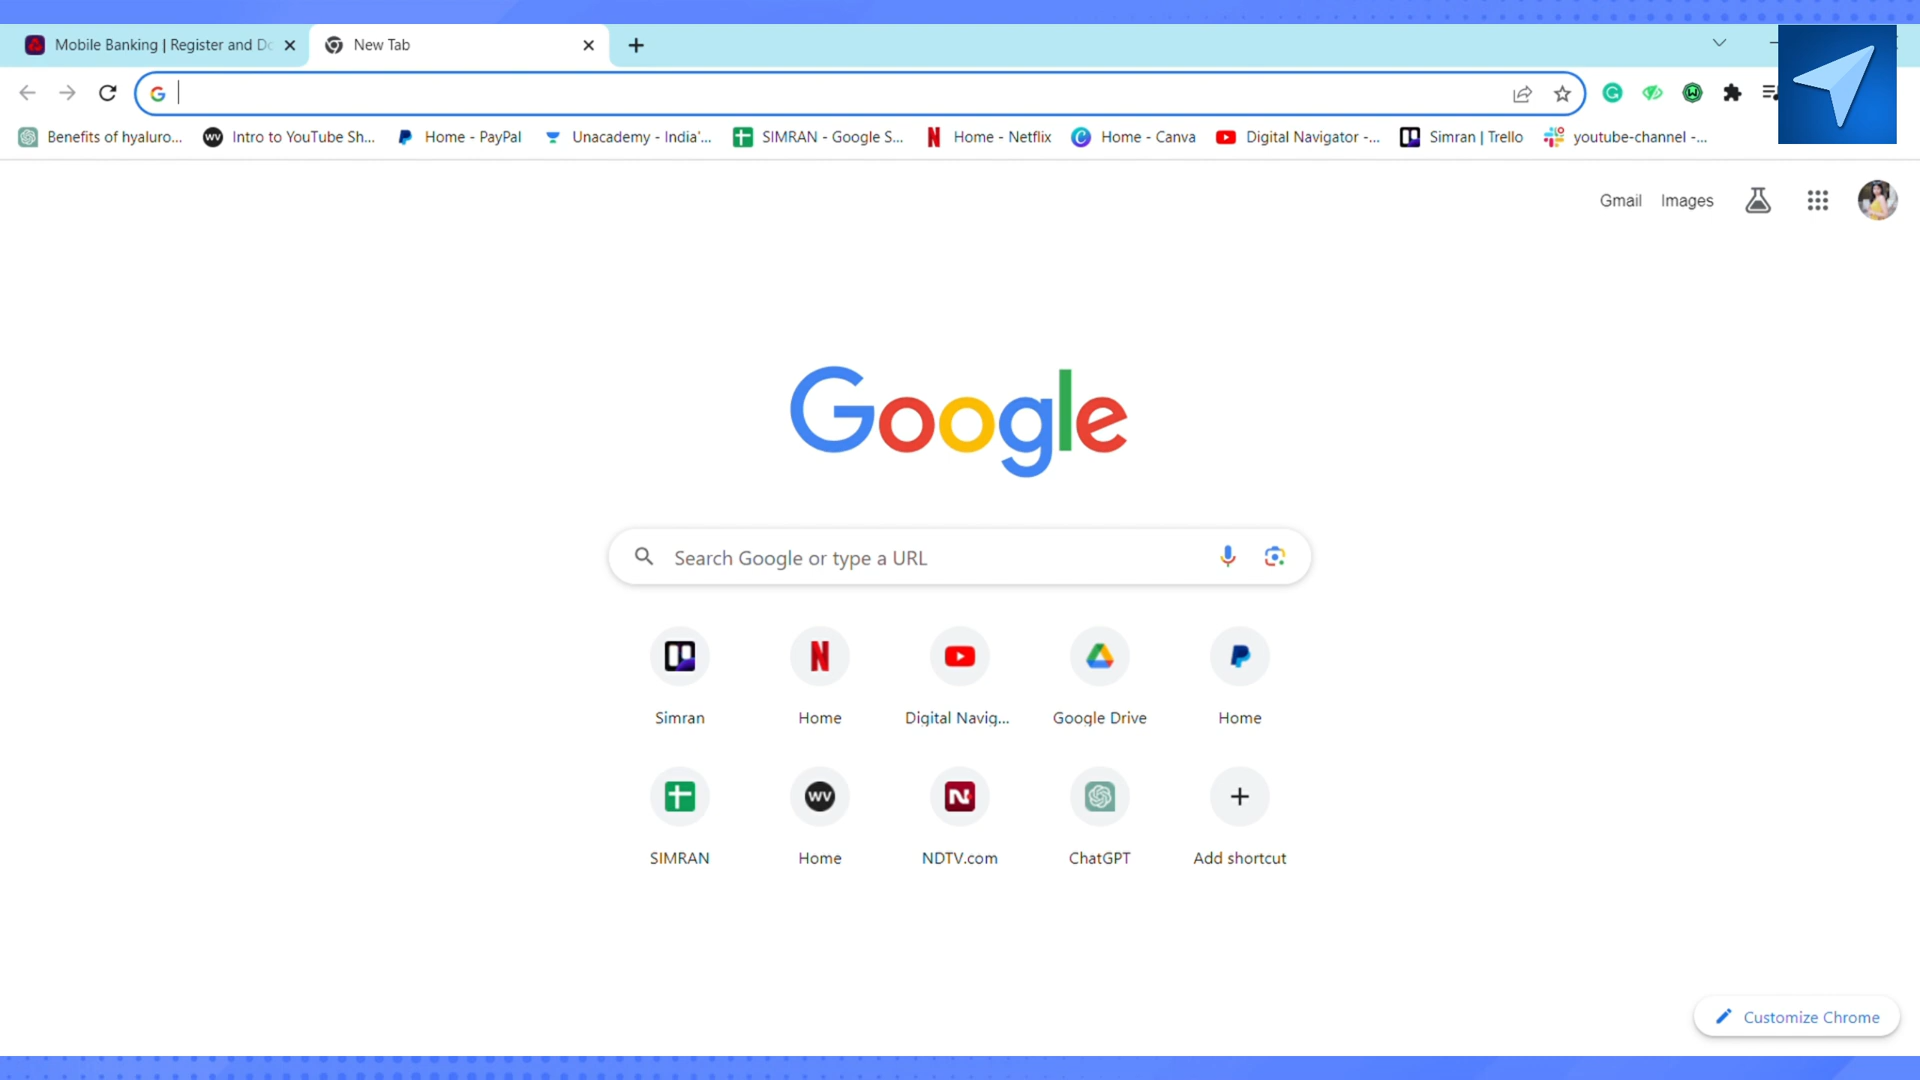 Mobile Banking | Register and Do
New Tab
Benefits of hyaluro...
Intro to YouTube Sh...
Home - PayPal
Unacademy - India'...
SIMRAN - Google S...
Home - Netflix
Home - Canva
Digital Navigator -...
Simran | Trello
youtube-channel -...
Gmail
Images
Google
Search Google or type a URL
Simran
Home
Digital Navig...
Google Drive
Home
SIMRAN
Home
NDTV.com
ChatGPT
Add shortcut
Customize Chrome